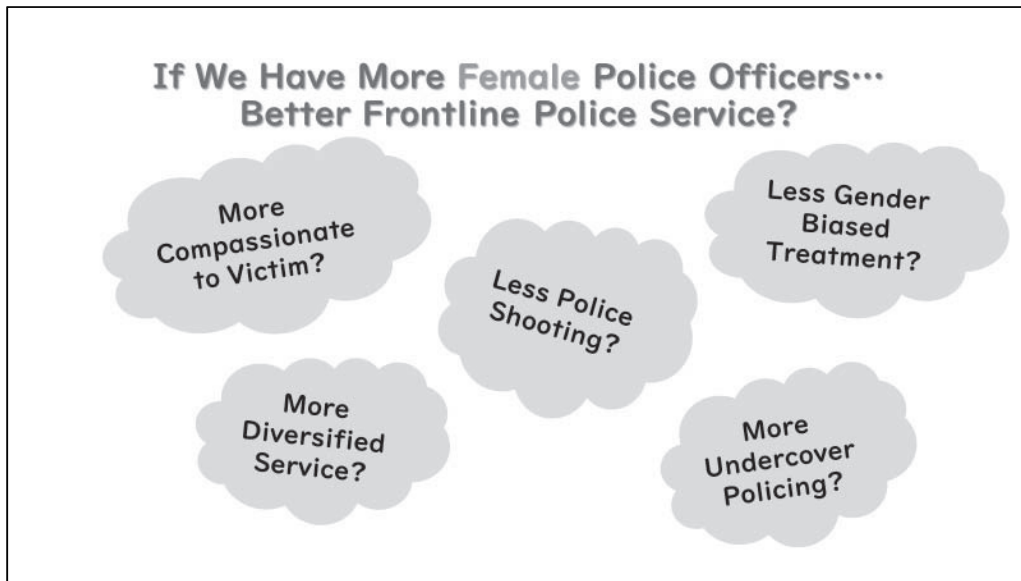 If We Have More Female Police Officers…
Better Frontline Police Service?
More
Compassionate
to Victim?
Less Gender
Biased
Treatment?
Less Police
Shooting?
More
Diversified
Service?
More
Undercover
Policing?